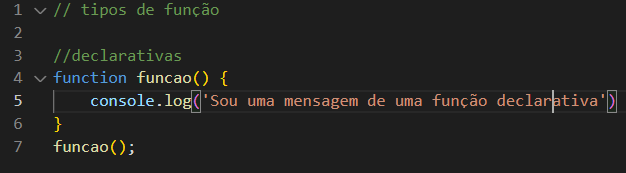 1 // tipos de função
2
3 //declarativas
4 function funcao() {
5     console.log('Sou uma mensagem de uma função declarativa')
6 }
7 funcao();